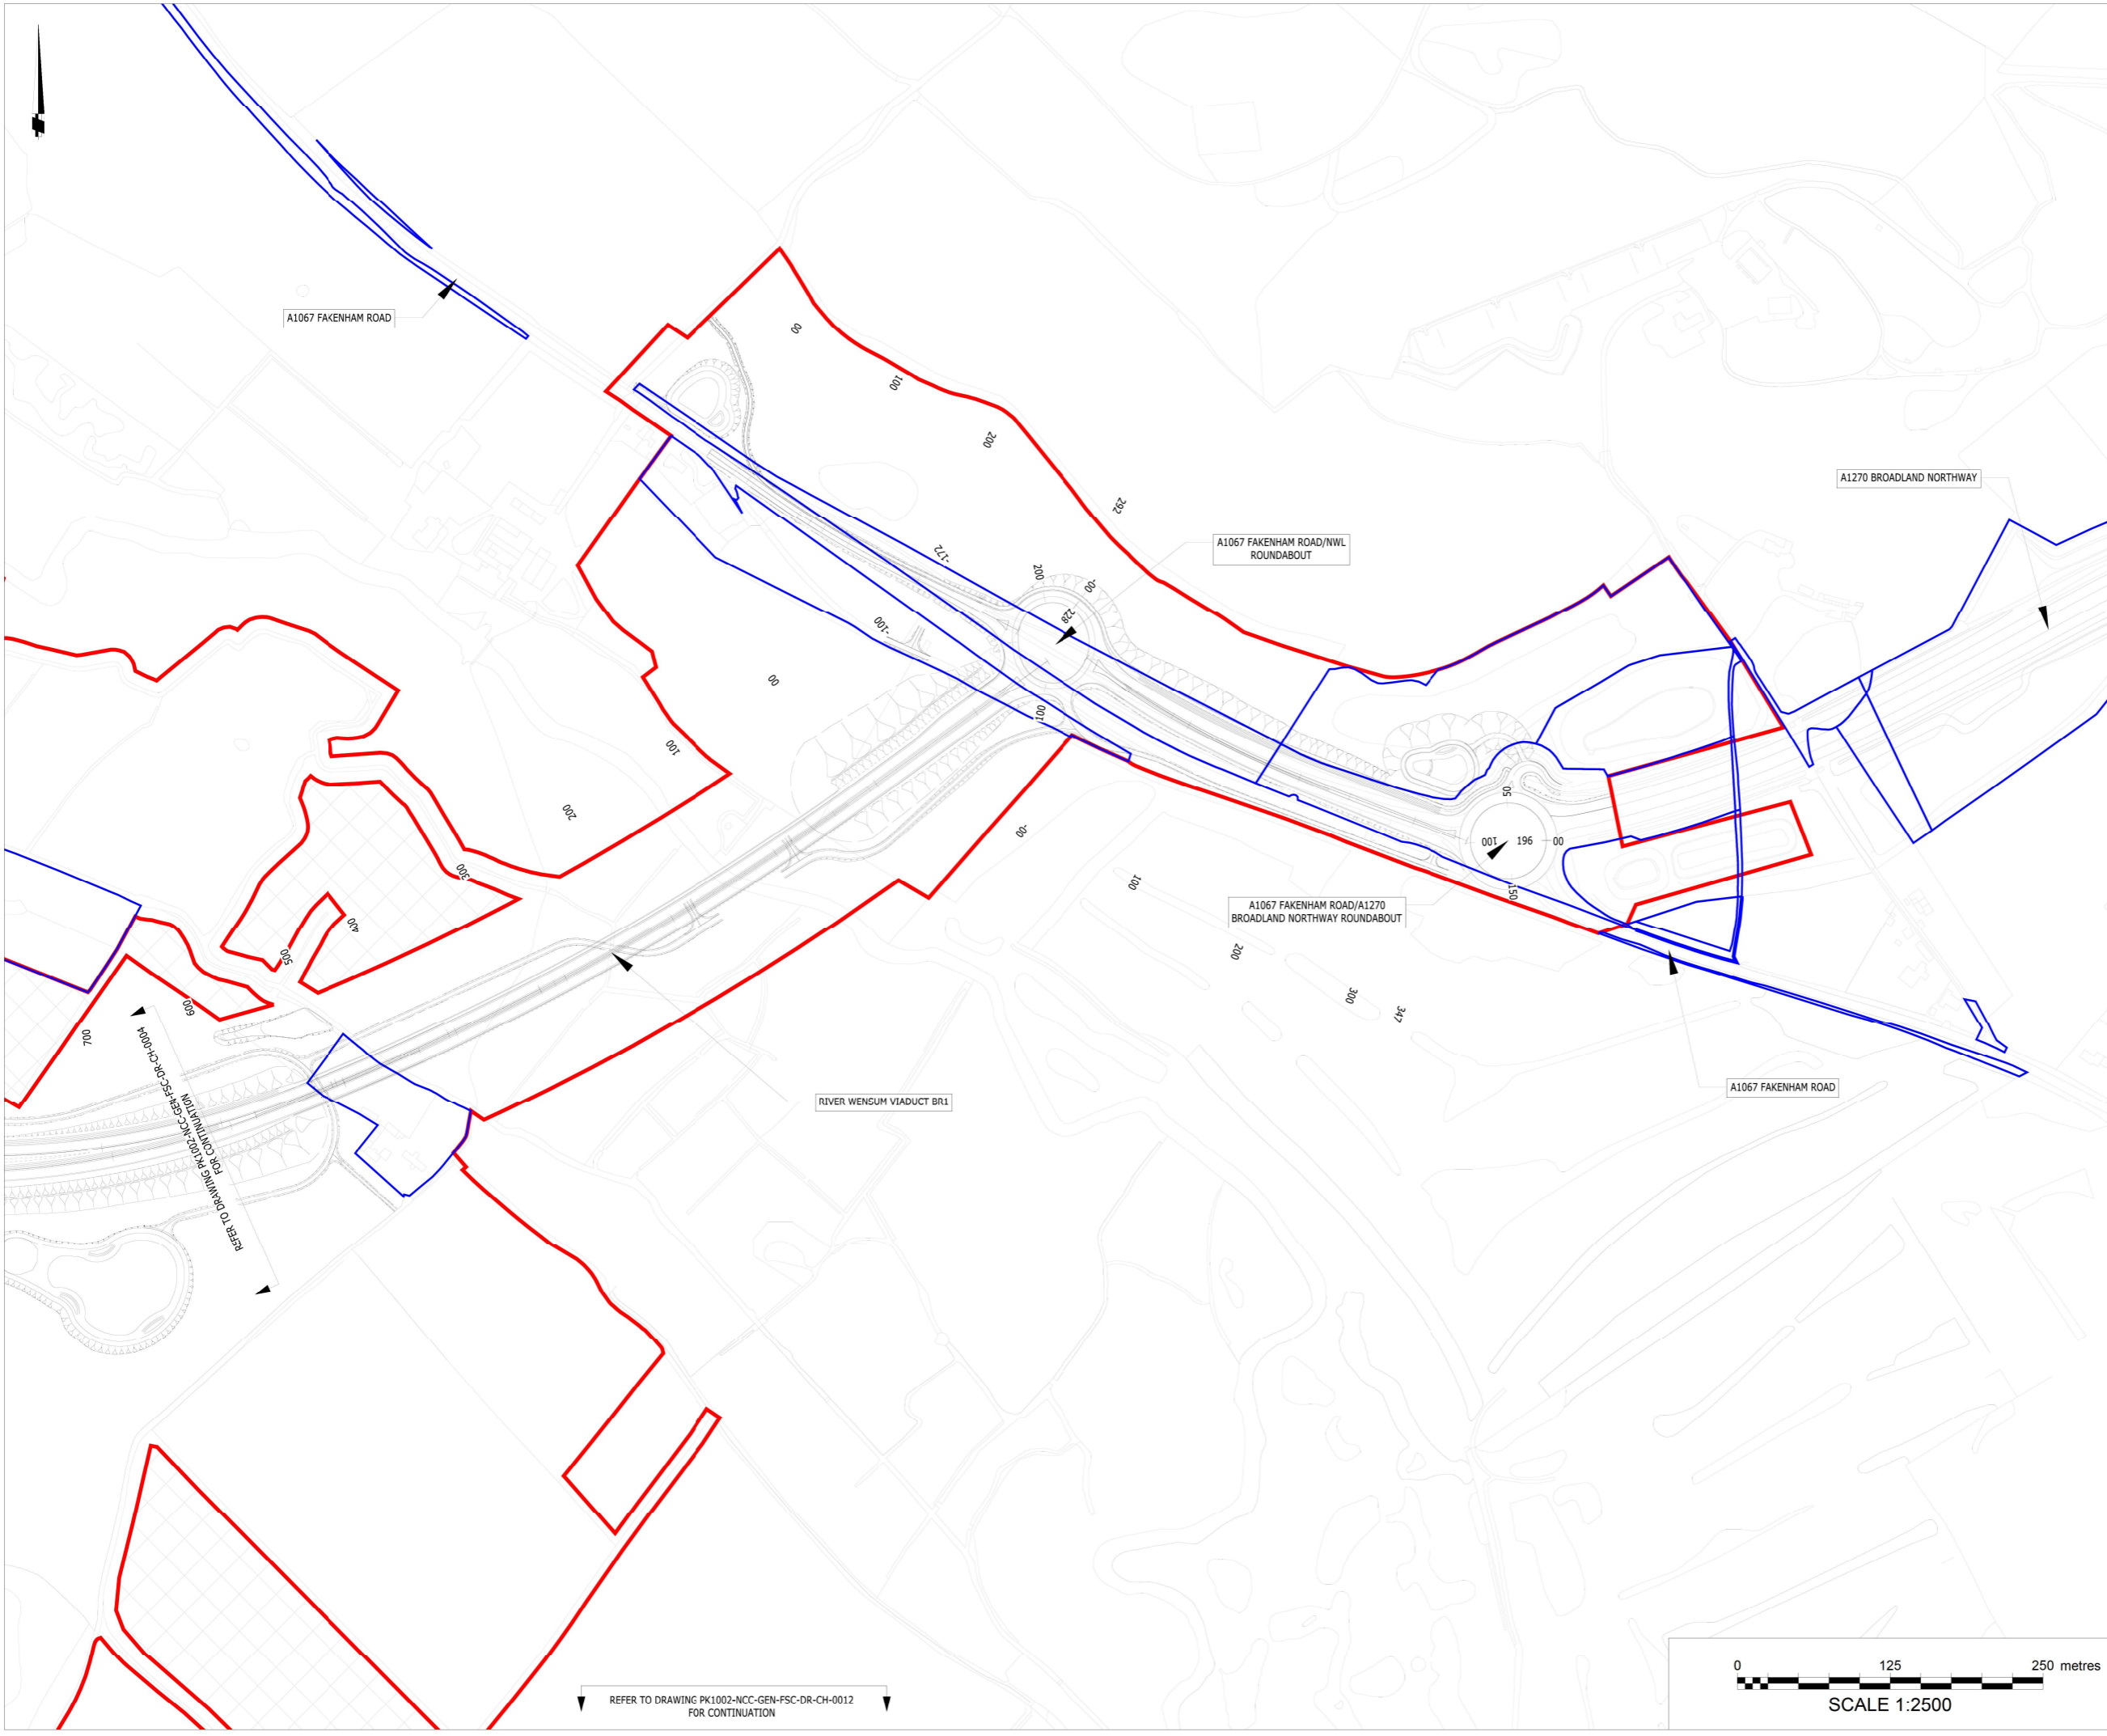 A1067 FAKENHAM ROAD
00
100
200
292
A1270 BROADLAND NORTHWAY
A1067 FAKENHAM ROAD/NWL
ROUNDABOUT
-172
200
-00
228
-100
00
100
100
200
-00
50
100
196
00
150
100
A1067 FAKENHAM ROAD/A1270
BROADLAND NORTHWAY ROUNDABOUT
200
300
347
300
400
500
600
700
REFER TO DRAWING PK1002-NCC-GEN-FSC-DR-CH-0004
FOR CONTINUATION
RIVER WENSUM VIADUCT BR1
A1067 FAKENHAM ROAD
REFER TO DRAWING PK1002-NCC-GEN-FSC-DR-CH-0012
FOR CONTINUATION
0 125 250 metres
SCALE 1:2500